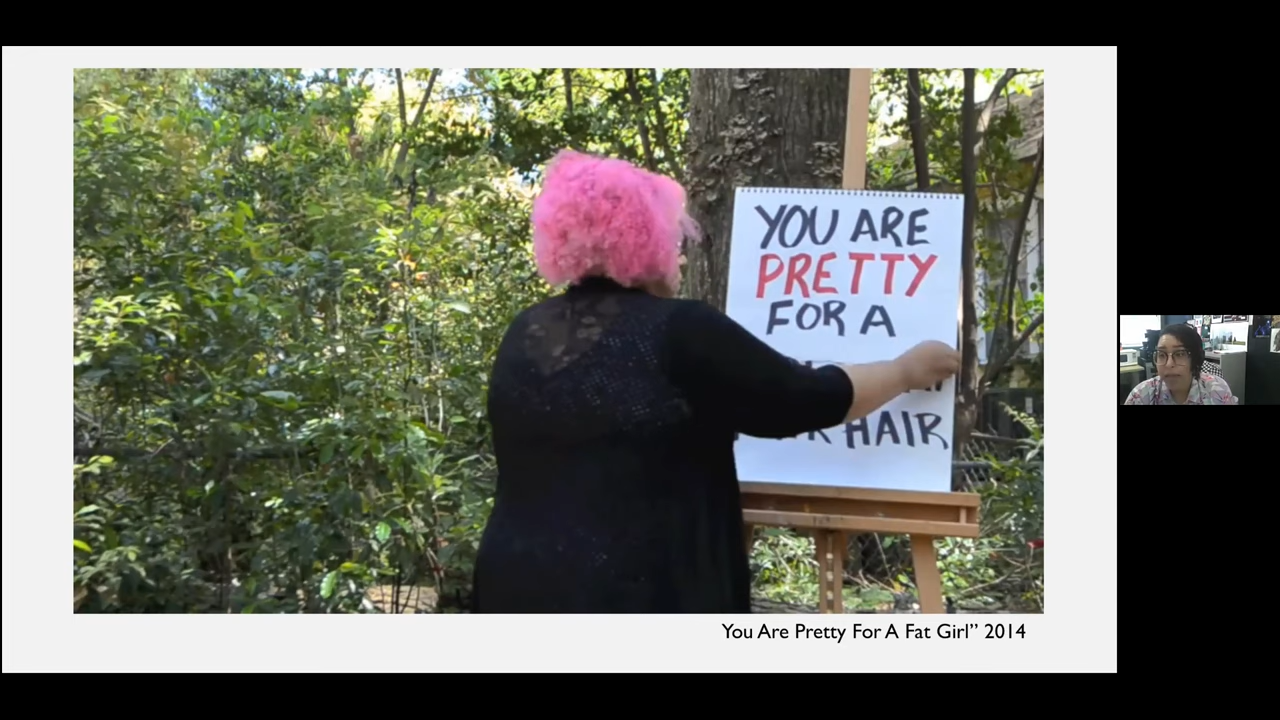 YOU ARE
PRETTY
FOR A
HAIR
You Are Pretty For A Fat Girl” 2014